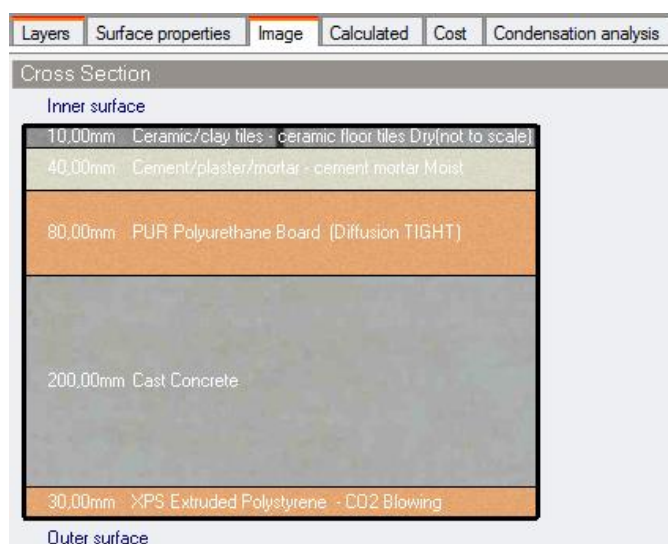 Layers Surface properties Image Calculated Cost Condensation analysis
Cross Section
Inner surface
10,00mm Ceramic/clay tiles - ceramic floor tiles Dry(not to scale)
40,00mm Cement/plaster/mortar - cement mortar Moist
80,00mm PUR Polyurethane Board (Diffusion TIGHT)
200,00mm Cast Concrete
30,00mm XPS Extruded Polystyrene - CO2 Blowing
Outer surface